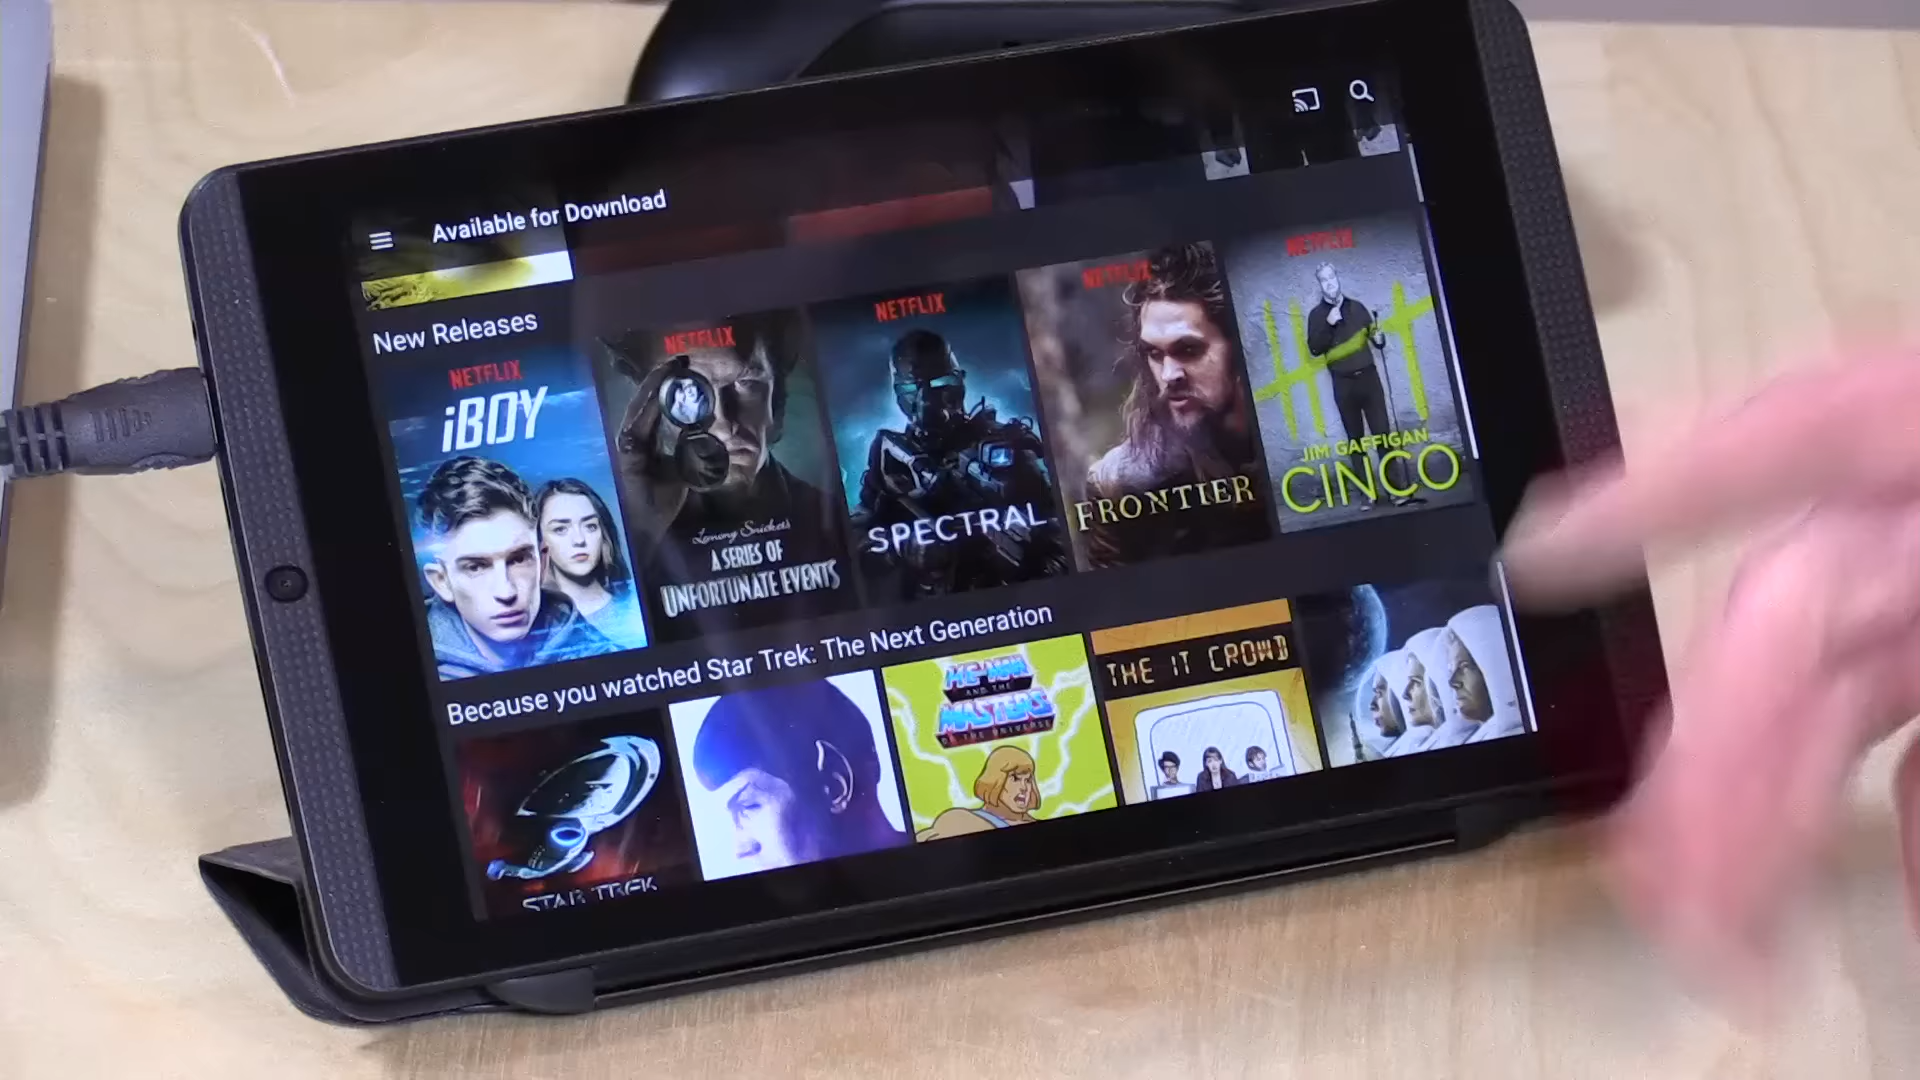 Available for Download
New Releases
NETFLIX
iBOY
NETFLIX
Lemony Snicket's
A SERIES OF
UNFORTUNATE EVENTS
NETFLIX
SPECTRAL
NETFLIX
FRONTIER
NETFLIX
HOT
JIM GAFFIGAN
CINCO
Because you watched Star Trek: The Next Generation
STAR TREK
HE-MAN
AND THE
MASTERS
OF THE UNIVERSE
THE IT CROWD